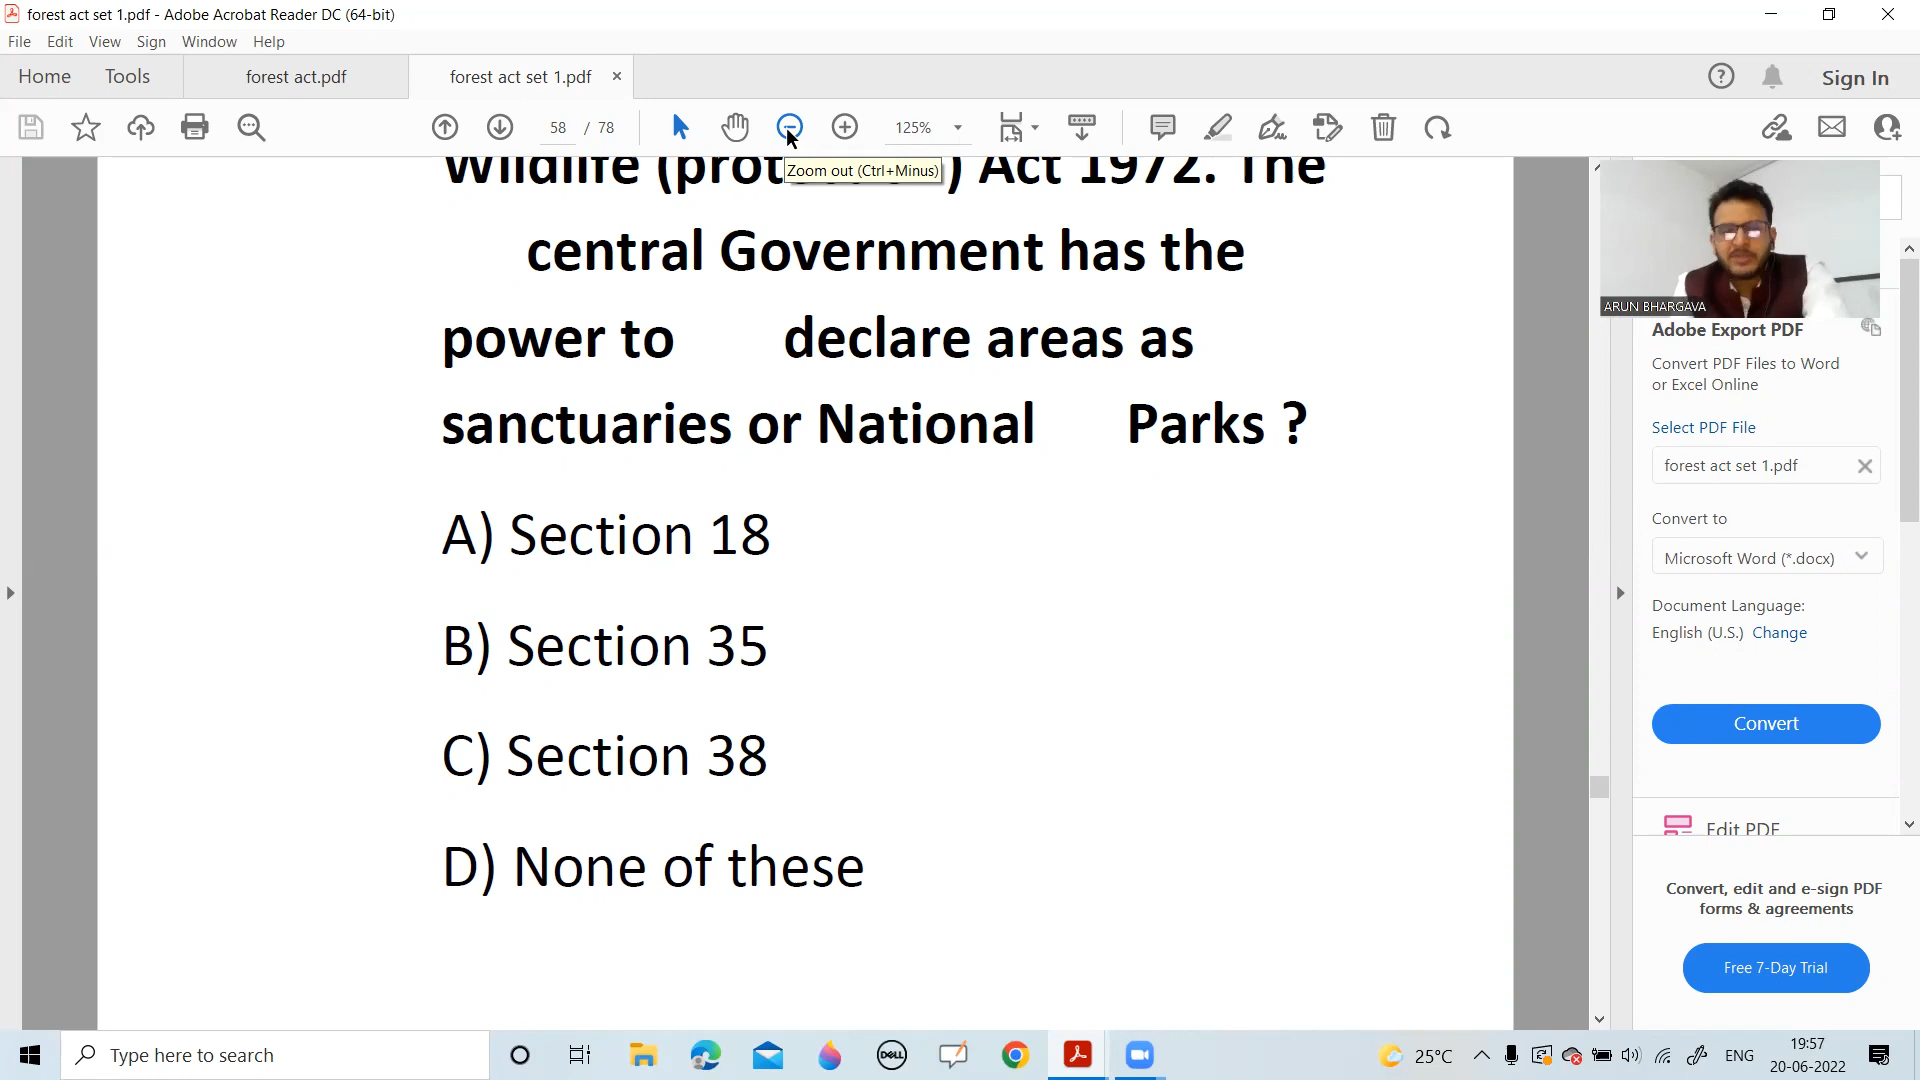 forest act set 1.pdf - Adobe Acrobat Reader DC (64-bit)
File Edit View Sign Window Help
Home Tools forest act.pdf forest act set 1.pdf × Sign In
58 / 78 125%
Zoom out (Ctrl+Minus)
Wildlife ) Act 1972. The
central Government has the
power to declare areas as
sanctuaries or National Parks ?
A) Section 18
B) Section 35
C) Section 38
D) None of these
ARUN BHARGAVA
Adobe Export PDF
Convert PDF Files to Word
or Excel Online
Select PDF File
forest act set 1.pdf
Convert to
Microsoft Word (*.docx)
Document Language:
English (U.S.) Change
Convert
Edit PDF
Convert, edit and e-sign PDF
forms & agreements
Free 7-Day Trial
Type here to search
DELL
25°C
ENG
19:57
20-06-2022